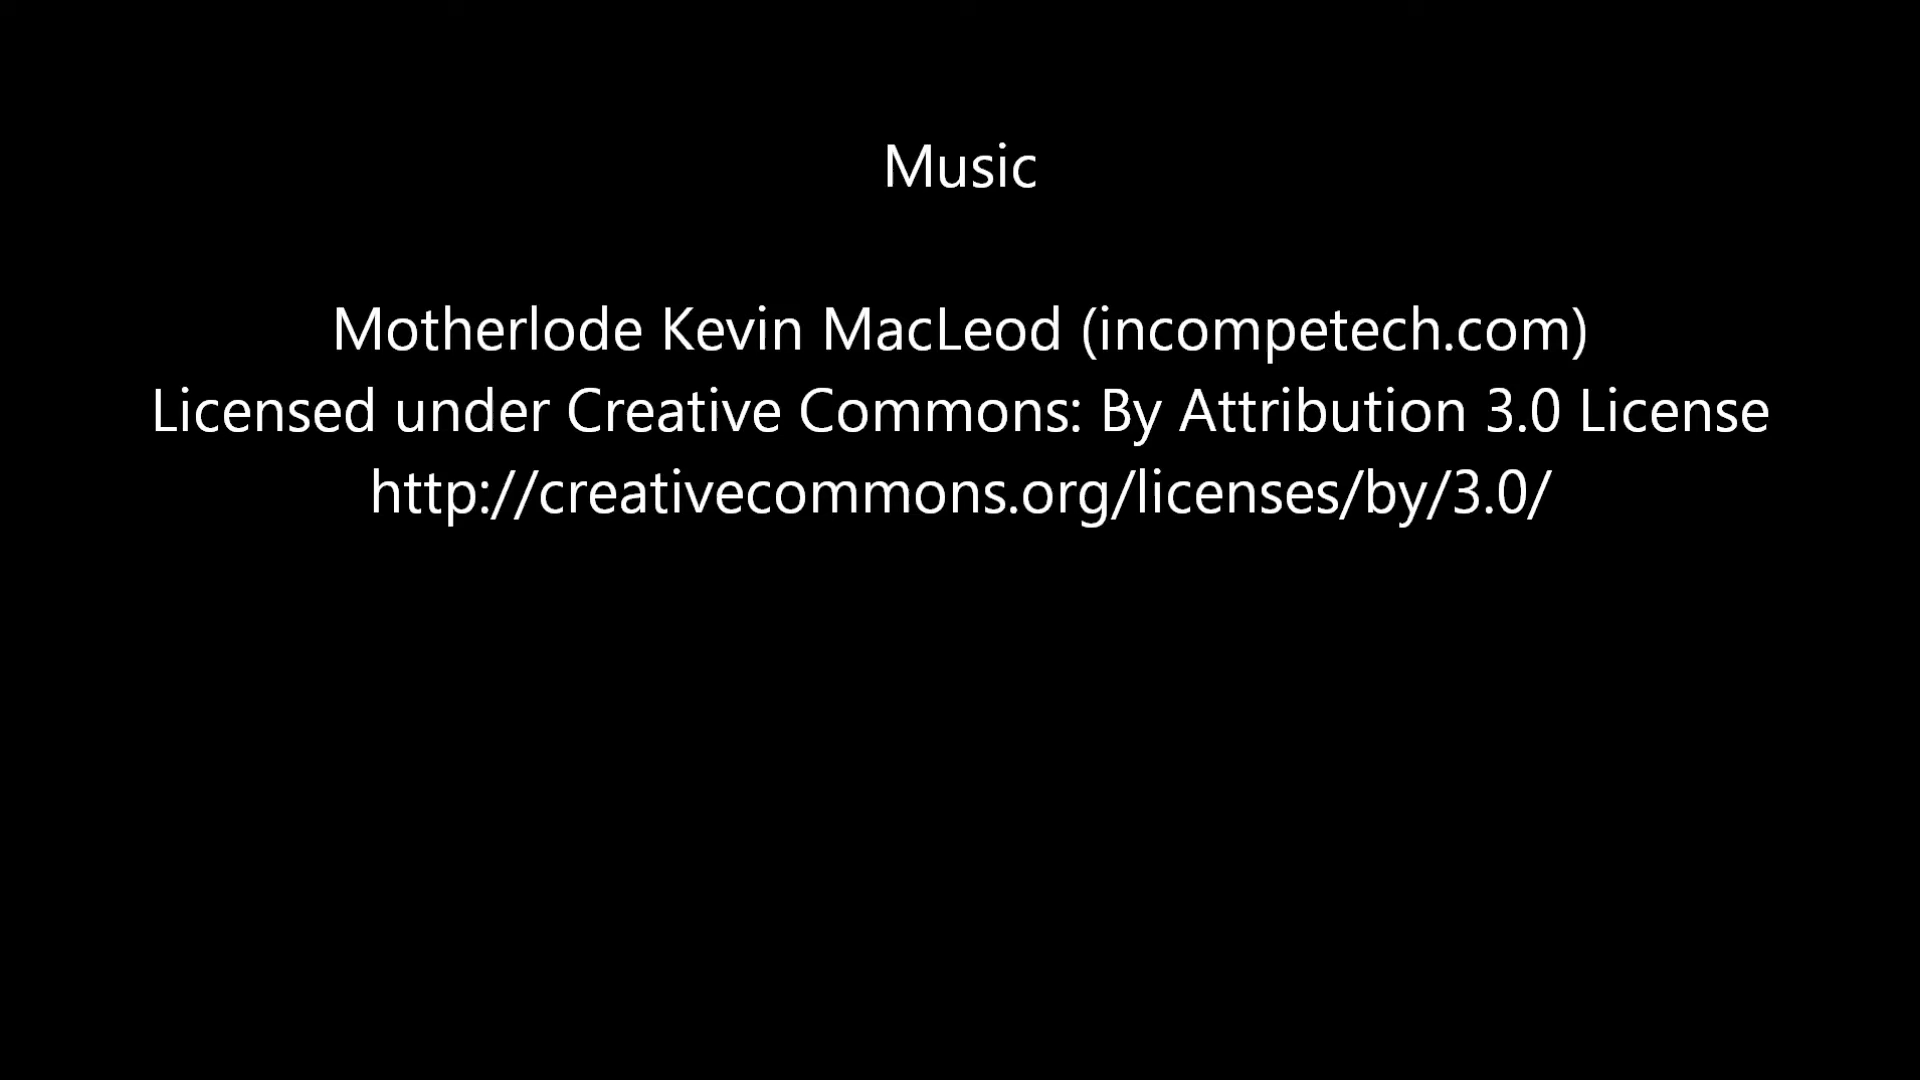 Music
Motherlode Kevin MacLeod (incompetech.com)
Licensed under Creative Commons: By Attribution 3.0 License
http://creativecommons.org/licenses/by/3.0/